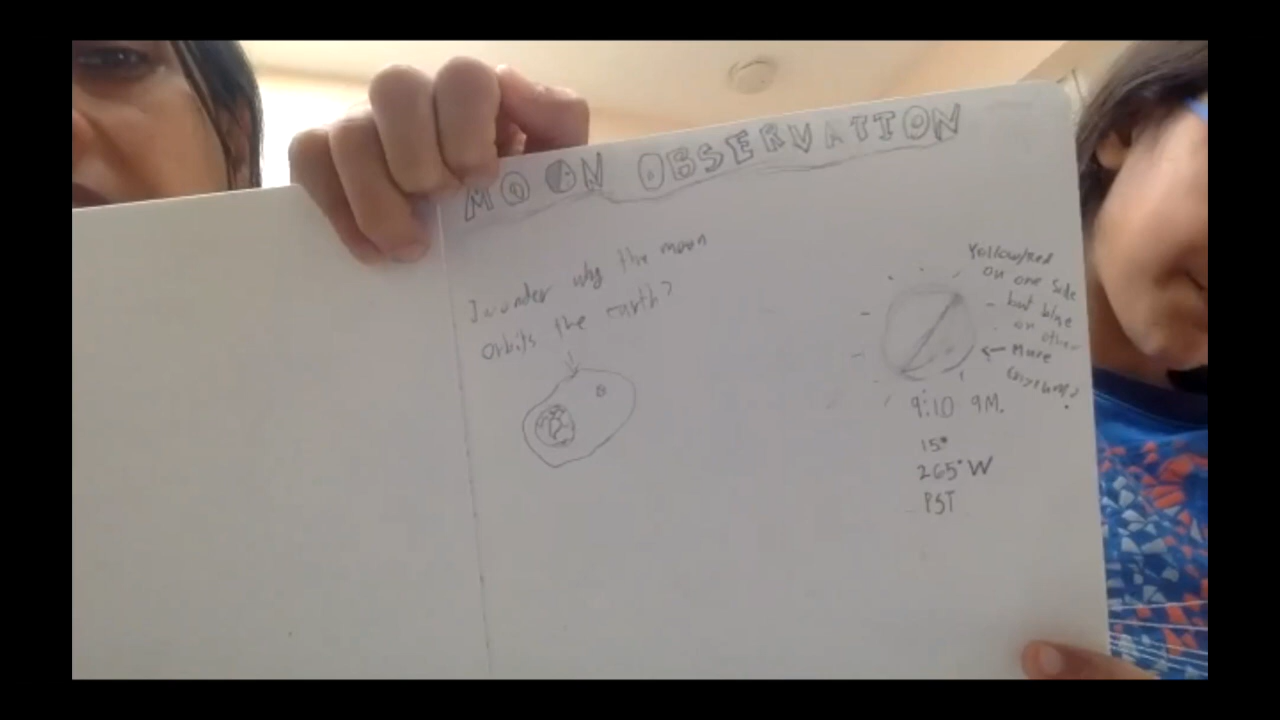 MOON OBSERVATION
I wonder why the moon
orbits the earth?
Yellow/Red
on one side
but blue
on other
More
9:10 9M.
15°
265° W
PST